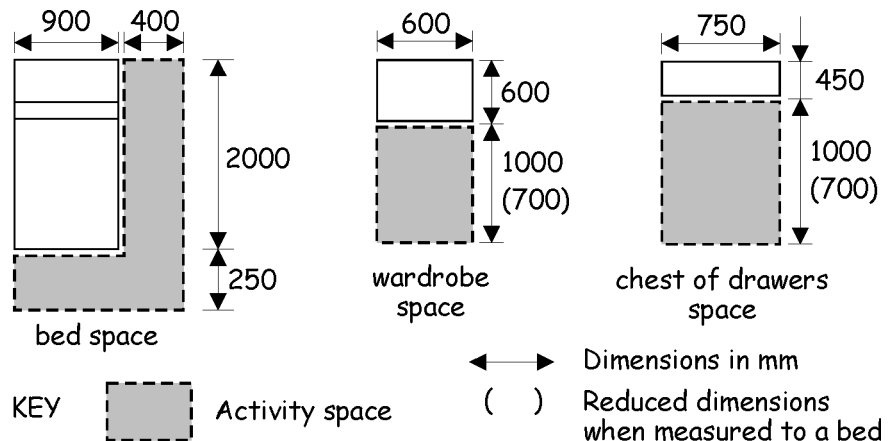 900
400
2000
250
bed space
600
600
1000
(700)
wardrobe
space
750
450
1000
(700)
chest of drawers
space
KEY
Activity space
Dimensions in mm
( )
Reduced dimensions
when measured to a bed